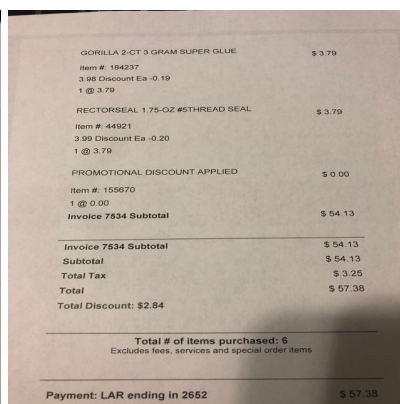 GORILLA 2-CT 3 GRAM SUPER GLUE $ 3.79
Item #: 184237
3.98 Discount Ea -0.19
1 @ 3.79
RECTORSEAL 1.75-OZ #5THREAD SEAL $ 3.79
Item #: 44921
3.99 Discount Ea -0.20
1 @ 3.79
PROMOTIONAL DISCOUNT APPLIED $ 0.00
Item #: 155670
1 @ 0.00
Invoice 7534 Subtotal $ 54.13
Invoice 7534 Subtotal $ 54.13
Subtotal $ 54.13
Total Tax $ 3.25
Total $ 57.38
Total Discount: $2.84
Total # of items purchased: 6
Excludes fees, services and special order items
Payment: LAR ending in 2652 $ 57.38